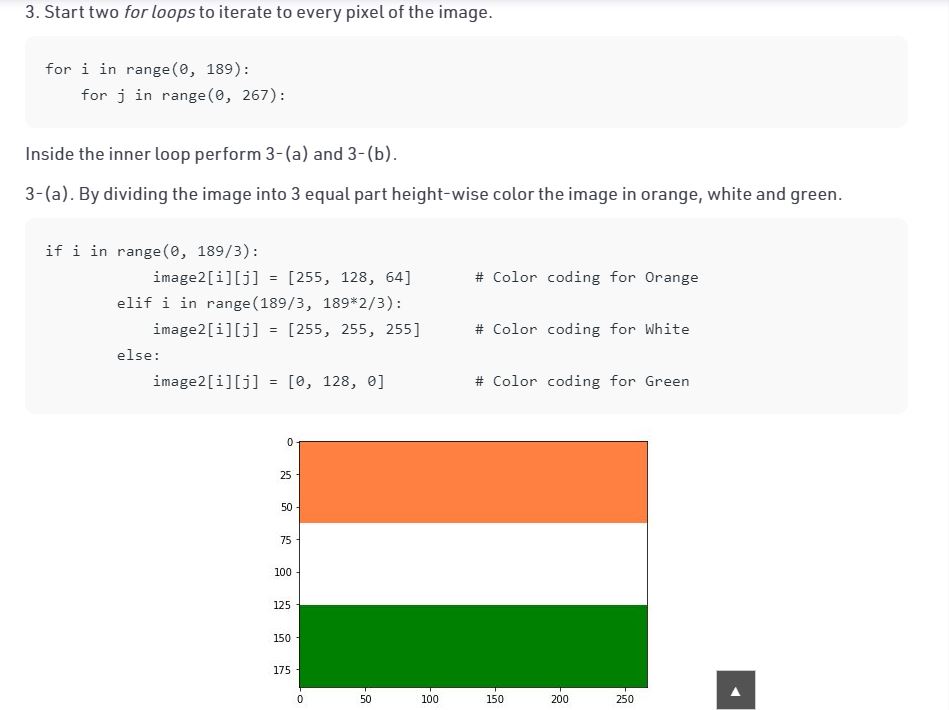 3. Start two for loops to iterate to every pixel of the image.
for i in range(0, 189):
    for j in range(0, 267):
Inside the inner loop perform 3-(a) and 3-(b).
3-(a). By dividing the image into 3 equal part height-wise color the image in orange, white and green.
if i in range(0, 189/3):
            image2[i][j] = [255, 128, 64]       # Color coding for Orange
        elif i in range(189/3, 189*2/3):
            image2[i][j] = [255, 255, 255]      # Color coding for White
        else:
            image2[i][j] = [0, 128, 0]          # Color coding for Green
0
25
50
75
100
125
150
175
0 50 100 150 200 250